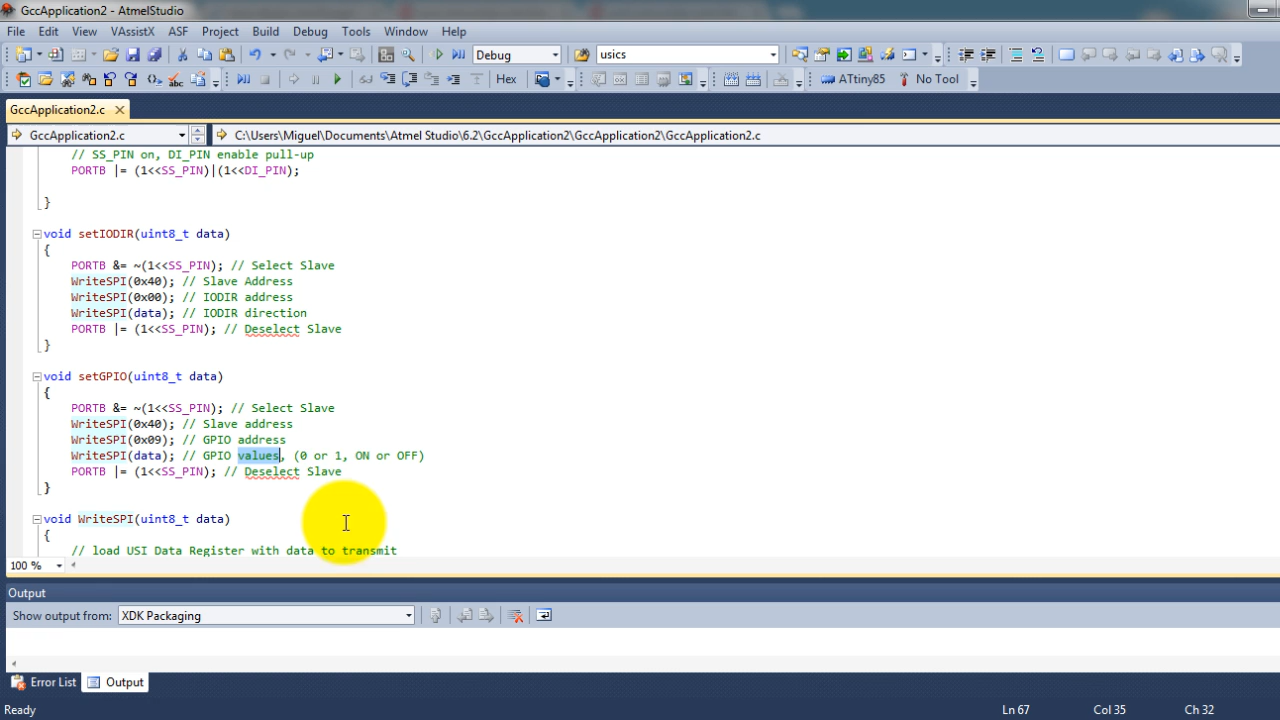 GccApplication2 - AtmelStudio
File Edit View VAssistX ASF Project Build Debug Tools Window Help
Debug usics
Hex ATtiny85 No Tool
GccApplication2.c
GccApplication2.c C:\Users\Miguel\Documents\Atmel Studio\6.2\GccApplication2\GccApplication2\GccApplication2.c
// SS_PIN on, DI_PIN enable pull-up
PORTB |= (1<<SS_PIN)|(1<<DI_PIN);
}
void setIODIR(uint8_t data)
{
PORTB &= ~(1<<SS_PIN); // Select Slave
WriteSPI(0x40); // Slave Address
WriteSPI(0x00); // IODIR address
WriteSPI(data); // IODIR direction
PORTB |= (1<<SS_PIN); // Deselect Slave
}
void setGPIO(uint8_t data)
{
PORTB &= ~(1<<SS_PIN); // Select Slave
WriteSPI(0x40); // Slave address
WriteSPI(0x09); // GPIO address
WriteSPI(data); // GPIO values, (0 or 1, ON or OFF)
PORTB |= (1<<SS_PIN); // Deselect Slave
}
void WriteSPI(uint8_t data)
{
// load USI Data Register with data to transmit
100 %
Output
Show output from: XDK Packaging
Error List Output
Ready Ln 67 Col 35 Ch 32